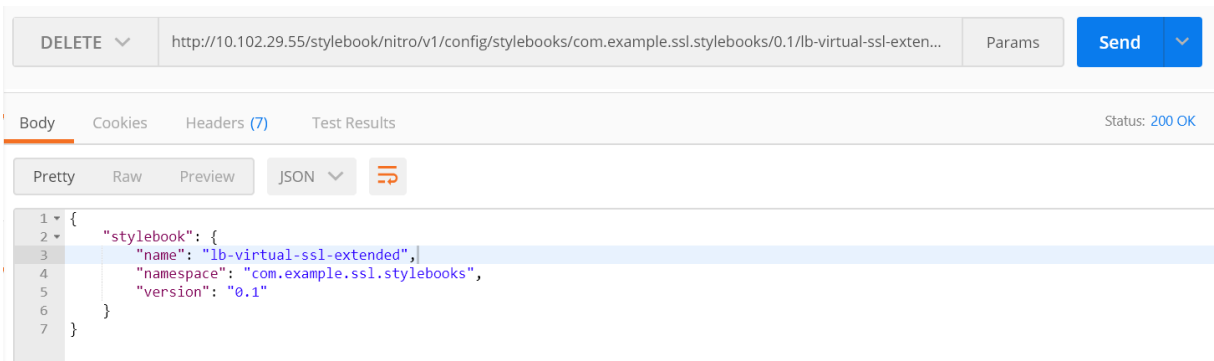 DELETE http://10.102.29.55/stylebook/nitro/v1/config/stylebooks/com.example.ssl.stylebooks/0.1/lb-virtual-ssl-exten... Params Send
Body Cookies Headers (7) Test Results Status: 200 OK
Pretty Raw Preview JSON
1 {
2 "stylebook": {
3 "name": "lb-virtual-ssl-extended",
4 "namespace": "com.example.ssl.stylebooks",
5 "version": "0.1"
6 }
7 }